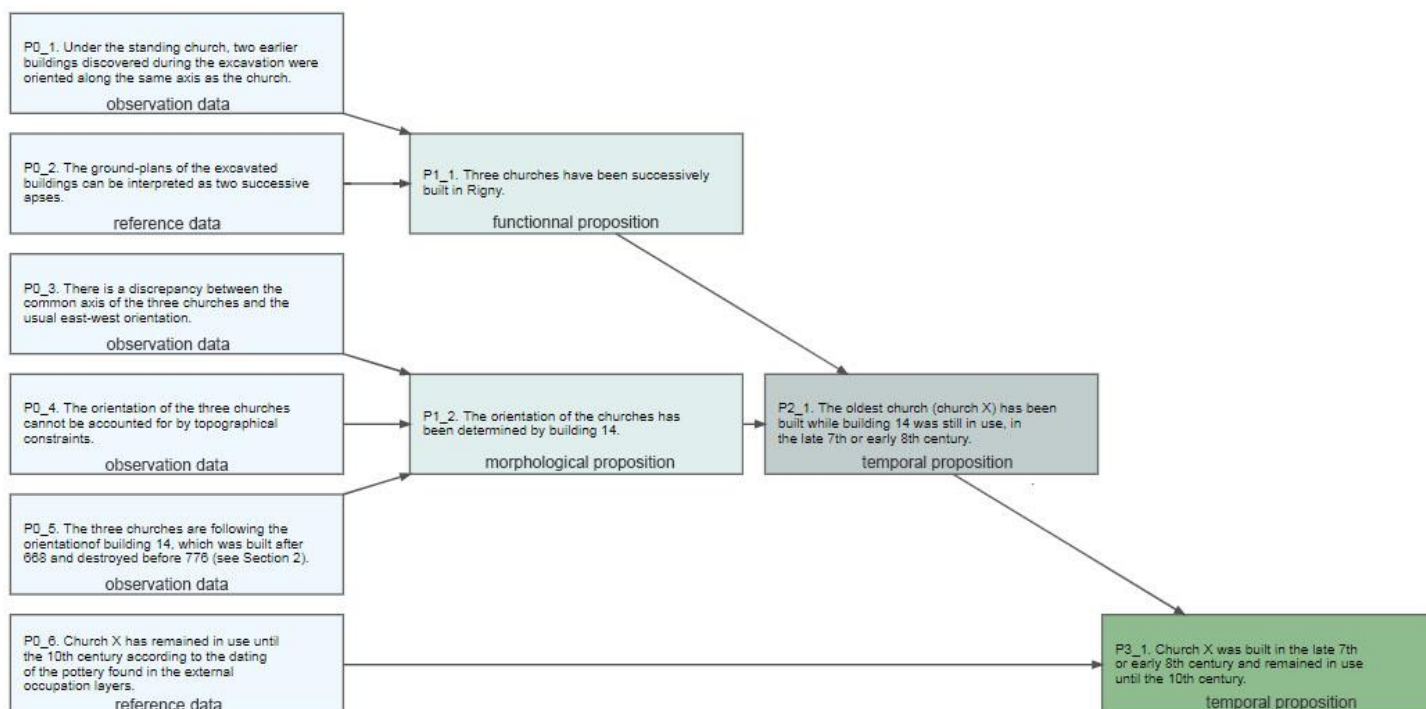 P0_1. Under the standing church, two earlier
buildings discovered during the excavation were
oriented along the same axis as the church.
observation data
P0_2. The ground-plans of the excavated
buildings can be interpreted as two successive
apses.
reference data
P1_1. Three churches have been successively
built in Rigny.
functionnal proposition
P0_3. There is a discrepancy between the
common axis of the three churches and the
usual east-west orientation.
observation data
P0_4. The orientation of the three churches
cannot be accounted for by topographical
constraints.
observation data
P1_2. The orientation of the churches has
been determined by building 14.
morphological proposition
P2_1. The oldest church (church X) has been
built while building 14 was still in use, in
the late 7th or early 8th century.
temporal proposition
P0_5. The three churches are following the
orientationof building 14, which was built after
668 and destroyed before 776 (see Section 2).
observation data
P0_6. Church X has remained in use until
the 10th century according to the dating
of the pottery found in the external
occupation layers.
reference data
P3_1. Church X was built in the late 7th
or early 8th century and remained in use
until the 10th century.
temporal proposition